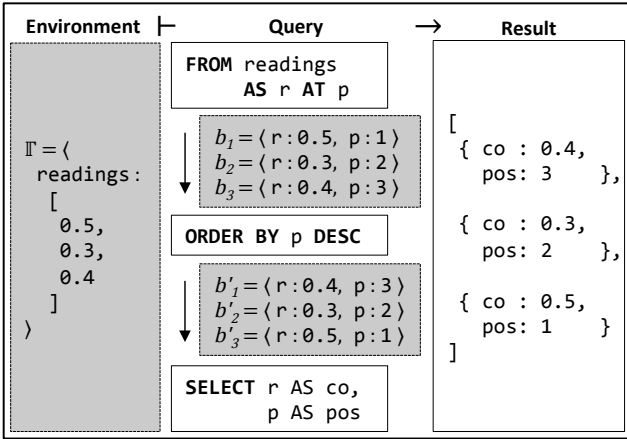 Environment ⊢ Query → Result
FROM readings
AS r AT p
b1 = ⟨ r : 0.5, p : 1 ⟩
b2 = ⟨ r : 0.3, p : 2 ⟩
b3 = ⟨ r : 0.4, p : 3 ⟩
ORDER BY p DESC
b'1 = ⟨ r : 0.4, p : 3 ⟩
b'2 = ⟨ r : 0.3, p : 2 ⟩
b'3 = ⟨ r : 0.5, p : 1 ⟩
SELECT r AS co,
p AS pos
𝕀Γ = ⟨
readings :
[
0.5,
0.3,
0.4
]
⟩
[
{ co : 0.4,
pos: 3 },
{ co : 0.3,
pos: 2 },
{ co : 0.5,
pos: 1 }
]